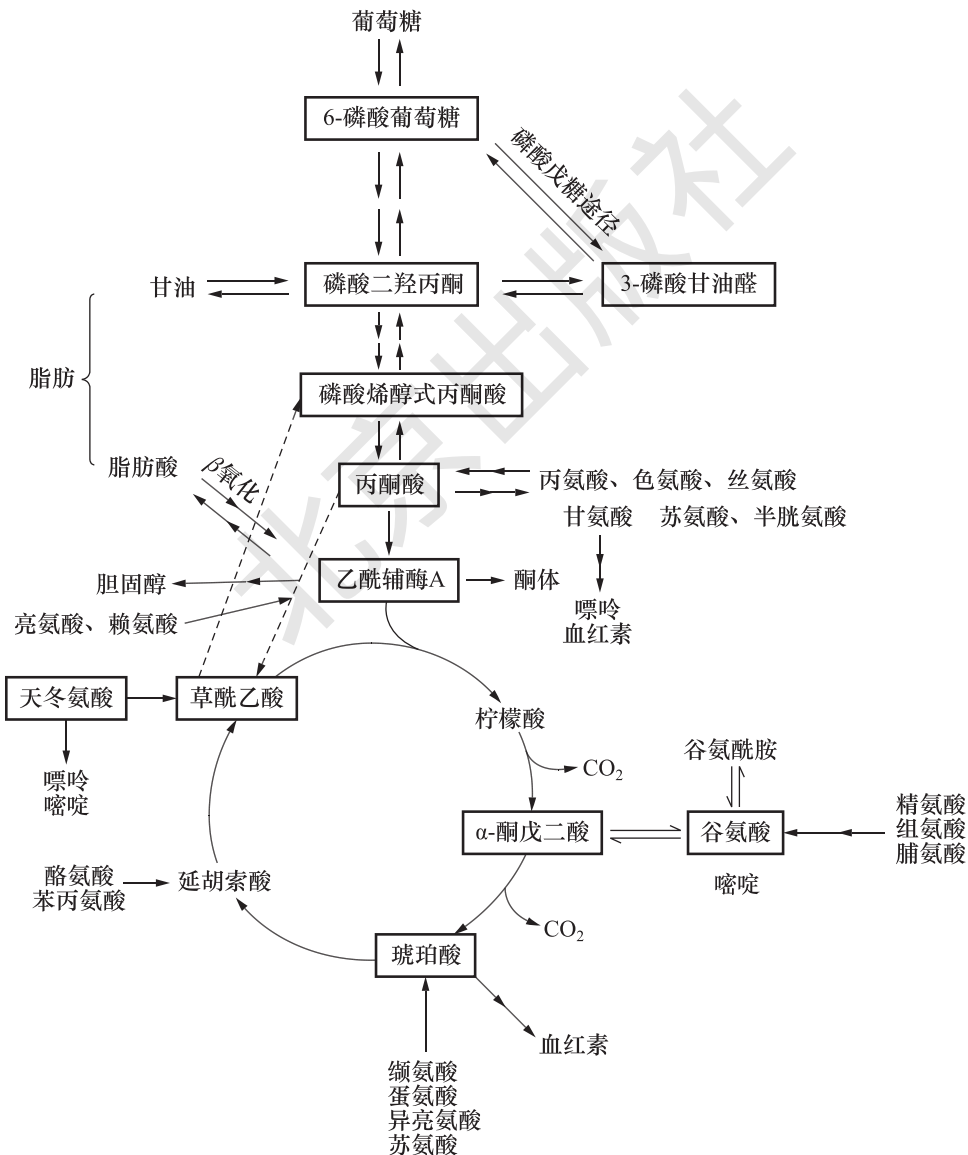 葡萄糖
6-磷酸葡萄糖
磷酸戊糖途径
甘油
磷酸二羟丙酮
3-磷酸甘油醛
脂肪
磷酸烯醇式丙酮酸
脂肪酸
β氧化
丙酮酸
丙氨酸、色氨酸、丝氨酸
甘氨酸 苏氨酸、半胱氨酸
乙酰辅酶A
酮体
胆固醇
嘌呤
血红素
亮氨酸、赖氨酸
天冬氨酸
草酰乙酸
柠檬酸
嘌呤
嘧啶
CO₂
谷氨酰胺
α-酮戊二酸
谷氨酸
精氨酸
组氨酸
脯氨酸
嘧啶
酪氨酸
苯丙氨酸
延胡索酸
CO₂
琥珀酸
血红素
缬氨酸
蛋氨酸
异亮氨酸
苏氨酸
北京出版社